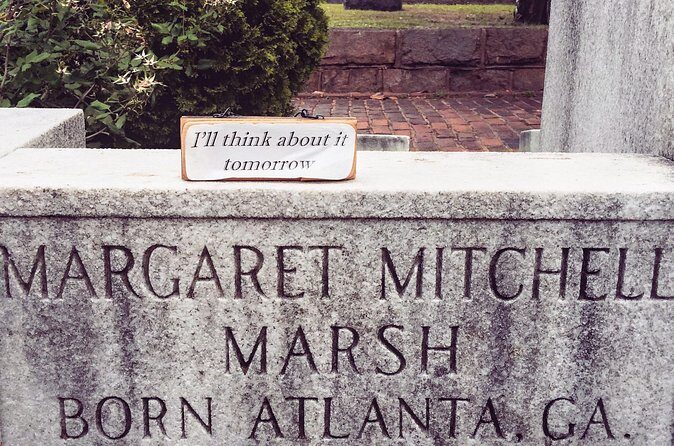 I'll think about it
tomorrow
MARGARET MITCHELL
MARSH
BORN ATLANTA, GA.